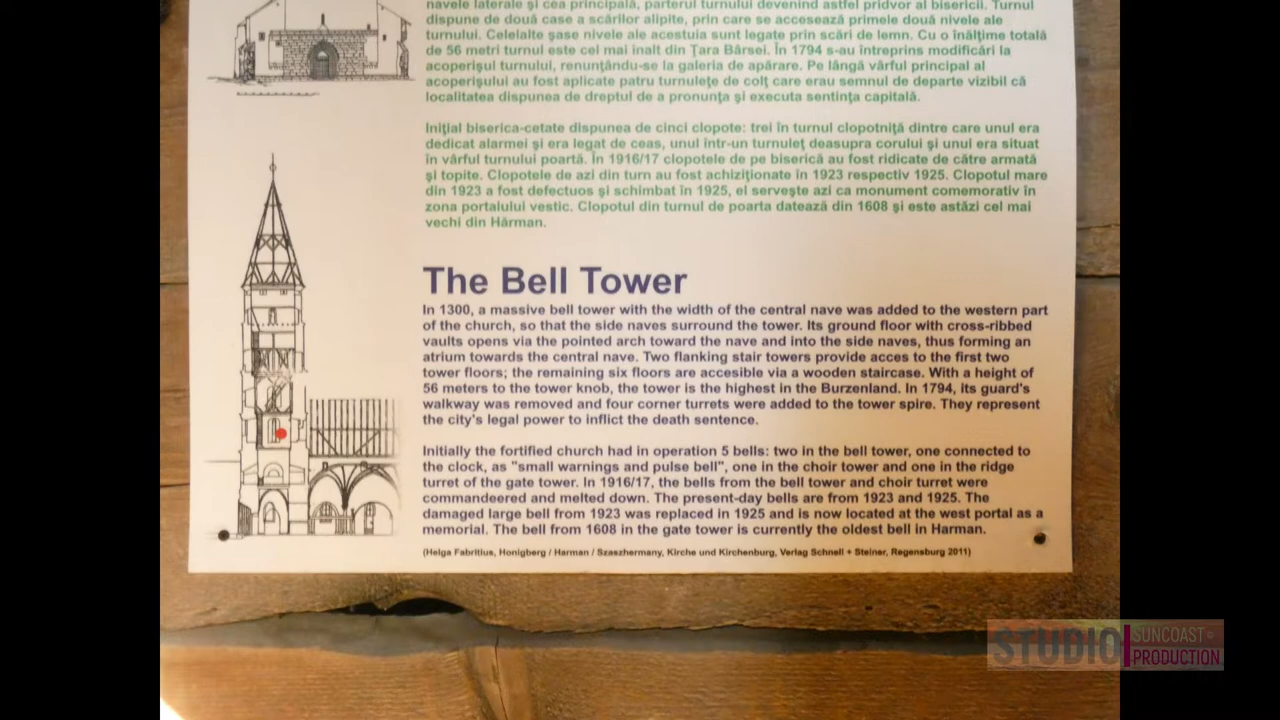 navele laterale şi cea principală, parterul turnului devenind astfel pridvor al bisericii. Turnul
dispune de două case a scărilor alipite, prin care se accesează primele două nivele ale
turnului. Celelalte şase nivele ale acestuia sunt legate prin scări de lemn. Cu o înălţime totală
de 56 metri turnul este cel mai inalt din Ţara Bârsei. În 1794 s-au întreprins modificări la
acoperişul turnului, renunţându-se la galeria de apărare. Pe lângă vârful principal al
acoperişului au fost aplicate patru turnuleţe de colţ care erau semnul de departe vizibil că
localitatea dispunea de dreptul de a pronunţa şi executa sentinţa capitală.
Iniţial biserica-cetate dispunea de cinci clopote: trei în turnul clopotniţă dintre care unul era
dedicat alarmei şi era legat de ceas, unul într-un turnuleţ deasupra corului şi unul era situat
în vârful turnului poartă. În 1916/17 clopotele de pe biserică au fost ridicate de către armată
şi topite. Clopotele de azi din turn au fost achiziţionate în 1923 respectiv 1925. Clopotul mare
din 1923 a fost defectuos şi schimbat în 1925, el serveşte azi ca monument comemorativ în
zona portalului vestic. Clopotul din turnul de poarta datează din 1608 şi este astăzi cel mai
vechi din Hărman.
The Bell Tower
In 1300, a massive bell tower with the width of the central nave was added to the western part
of the church, so that the side naves surround the tower. Its ground floor with cross-ribbed
vaults opens via the pointed arch toward the nave and into the side naves, thus forming an
atrium towards the central nave. Two flanking stair towers provide acces to the first two
tower floors; the remaining six floors are accesible via a wooden staircase. With a height of
56 meters to the tower knob, the tower is the highest in the Burzenland. In 1794, its guard's
walkway was removed and four corner turrets were added to the tower spire. They represent
the city's legal power to inflict the death sentence.
Initially the fortified church had in operation 5 bells: two in the bell tower, one connected to
the clock, as "small warnings and pulse bell", one in the choir tower and one in the ridge
turret of the gate tower. In 1916/17, the bells from the bell tower and choir turret were
commandeered and melted down. The present-day bells are from 1923 and 1925. The
damaged large bell from 1923 was replaced in 1925 and is now located at the west portal as a
memorial. The bell from 1608 in the gate tower is currently the oldest bell in Harman.
(Helga Fabritius, Honigberg / Harman / Szaszhermany, Kirche und Kirchenburg, Verlag Schnell + Steiner, Regensburg 2011)
STUDIO SUNCOAST©
PRODUCTION